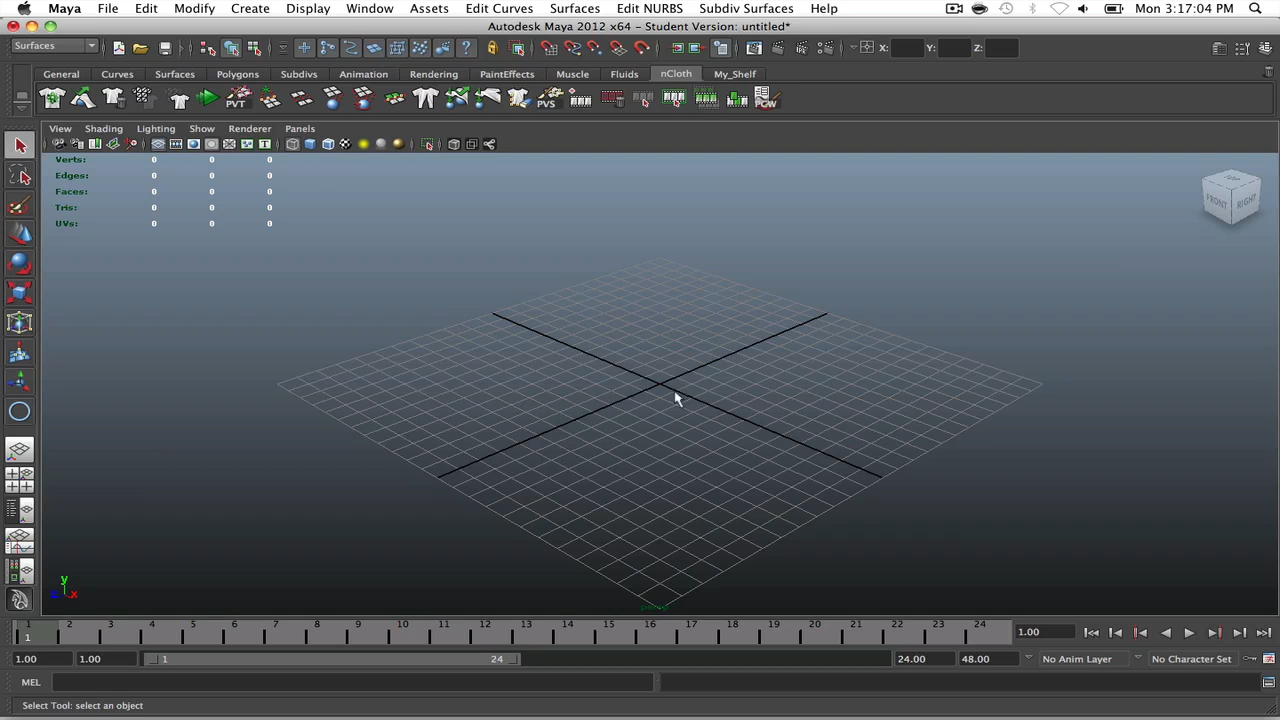 Maya File Edit Modify Create Display Window Assets Edit Curves Surfaces Edit NURBS Subdiv Surfaces Help Mon 3:17:04 PM
Autodesk Maya 2012 x64 - Student Version: untitled*
Surfaces X: Y: Z:
General Curves Surfaces Polygons Subdivs Animation Rendering PaintEffects Muscle Fluids nCloth My_Shelf
PVT PVS PGW
View Shading Lighting Show Renderer Panels
Verts: 0 0 0
Edges: 0 0 0
Faces: 0 0 0
Tris: 0 0 0
UVs: 0 0 0
TOP
FRONT RIGHT
persp
y
z x
1 2 3 4 5 6 7 8 9 10 11 12 13 14 15 16 17 18 19 20 21 22 23 24
1 1.00
1.00 1.00 1 24 24.00 48.00 No Anim Layer No Character Set
MEL
Select Tool: select an object